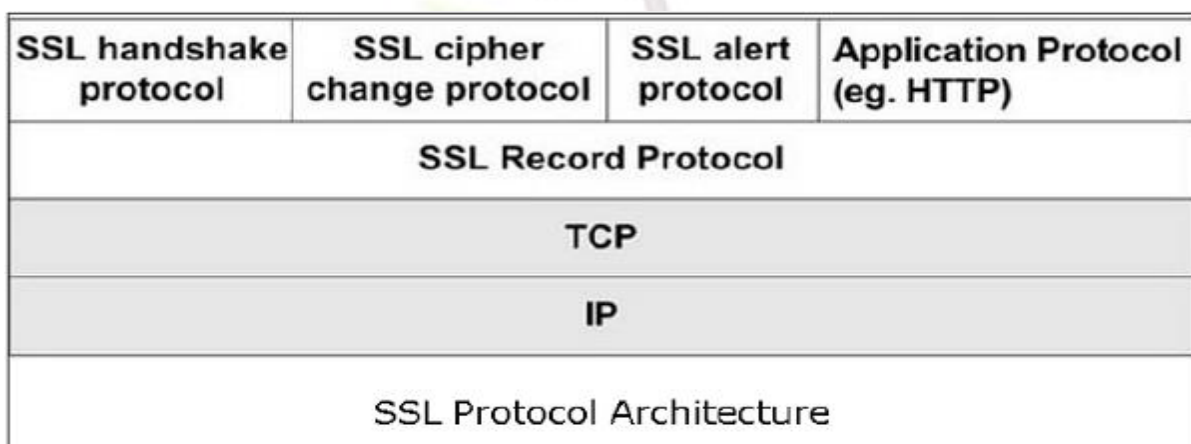 SSL handshake
protocol
SSL cipher
change protocol
SSL alert
protocol
Application Protocol
(eg. HTTP)
SSL Record Protocol
TCP
IP
SSL Protocol Architecture